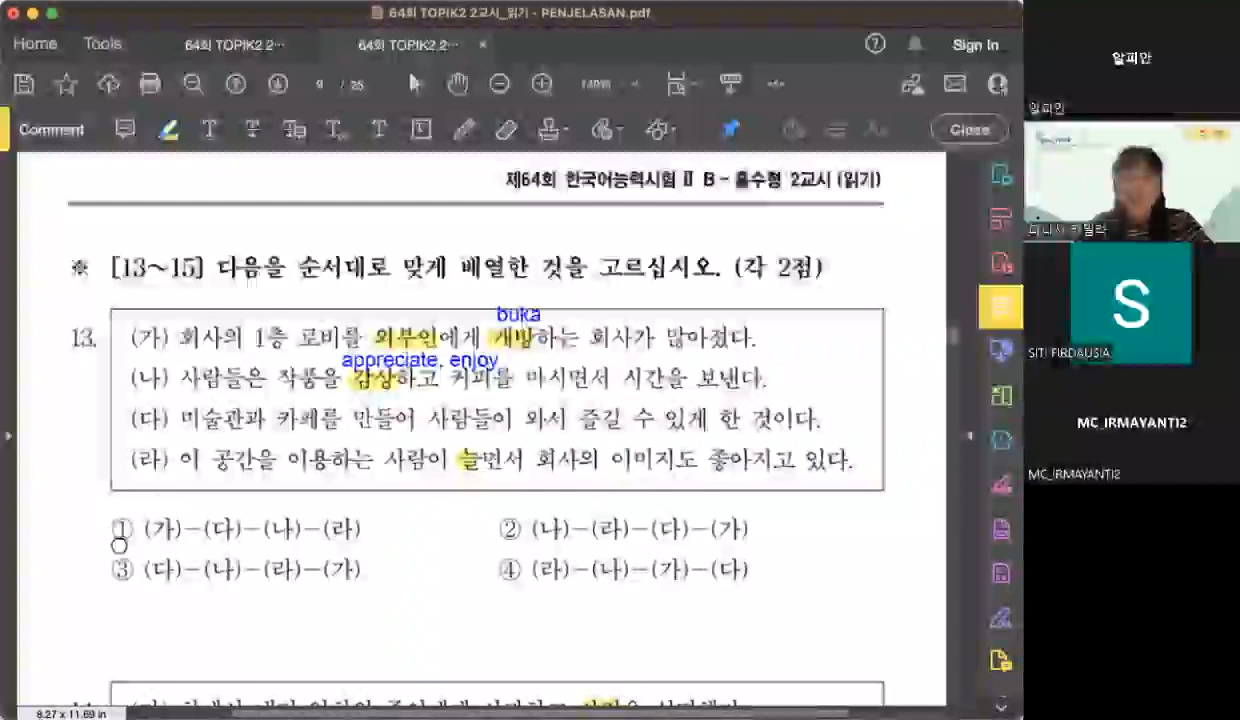 64회 TOPIK2 2교시_읽기 - PENJELASAN.pdf
Home Tools 64회 TOPIK2 2··· 64회 TOPIK2 2··· × Sign In
9 / 25
Comment Close
알피안
알피안
제64회 한국어능력시험 Ⅱ B - 홀수형 2교시 (읽기)
※ [13~15] 다음을 순서대로 맞게 배열한 것을 고르십시오. (각 2점)
buka
13. (가) 회사의 1층 로비를 외부인에게 개방하는 회사가 많아졌다.
appreciate, enjoy
(나) 사람들은 작품을 감상하고 커피를 마시면서 시간을 보낸다.
(다) 미술관과 카페를 만들어 사람들이 와서 즐길 수 있게 한 것이다.
(라) 이 공간을 이용하는 사람이 늘면서 회사의 이미지도 좋아지고 있다.
① (가)-(다)-(나)-(라) ② (나)-(라)-(다)-(가)
③ (다)-(나)-(라)-(가) ④ (라)-(나)-(가)-(다)
8.27 x 11.69 in
S
SITI FIRDAUSIA
MC_IRMAYANTI2
MC_IRMAYANTI2